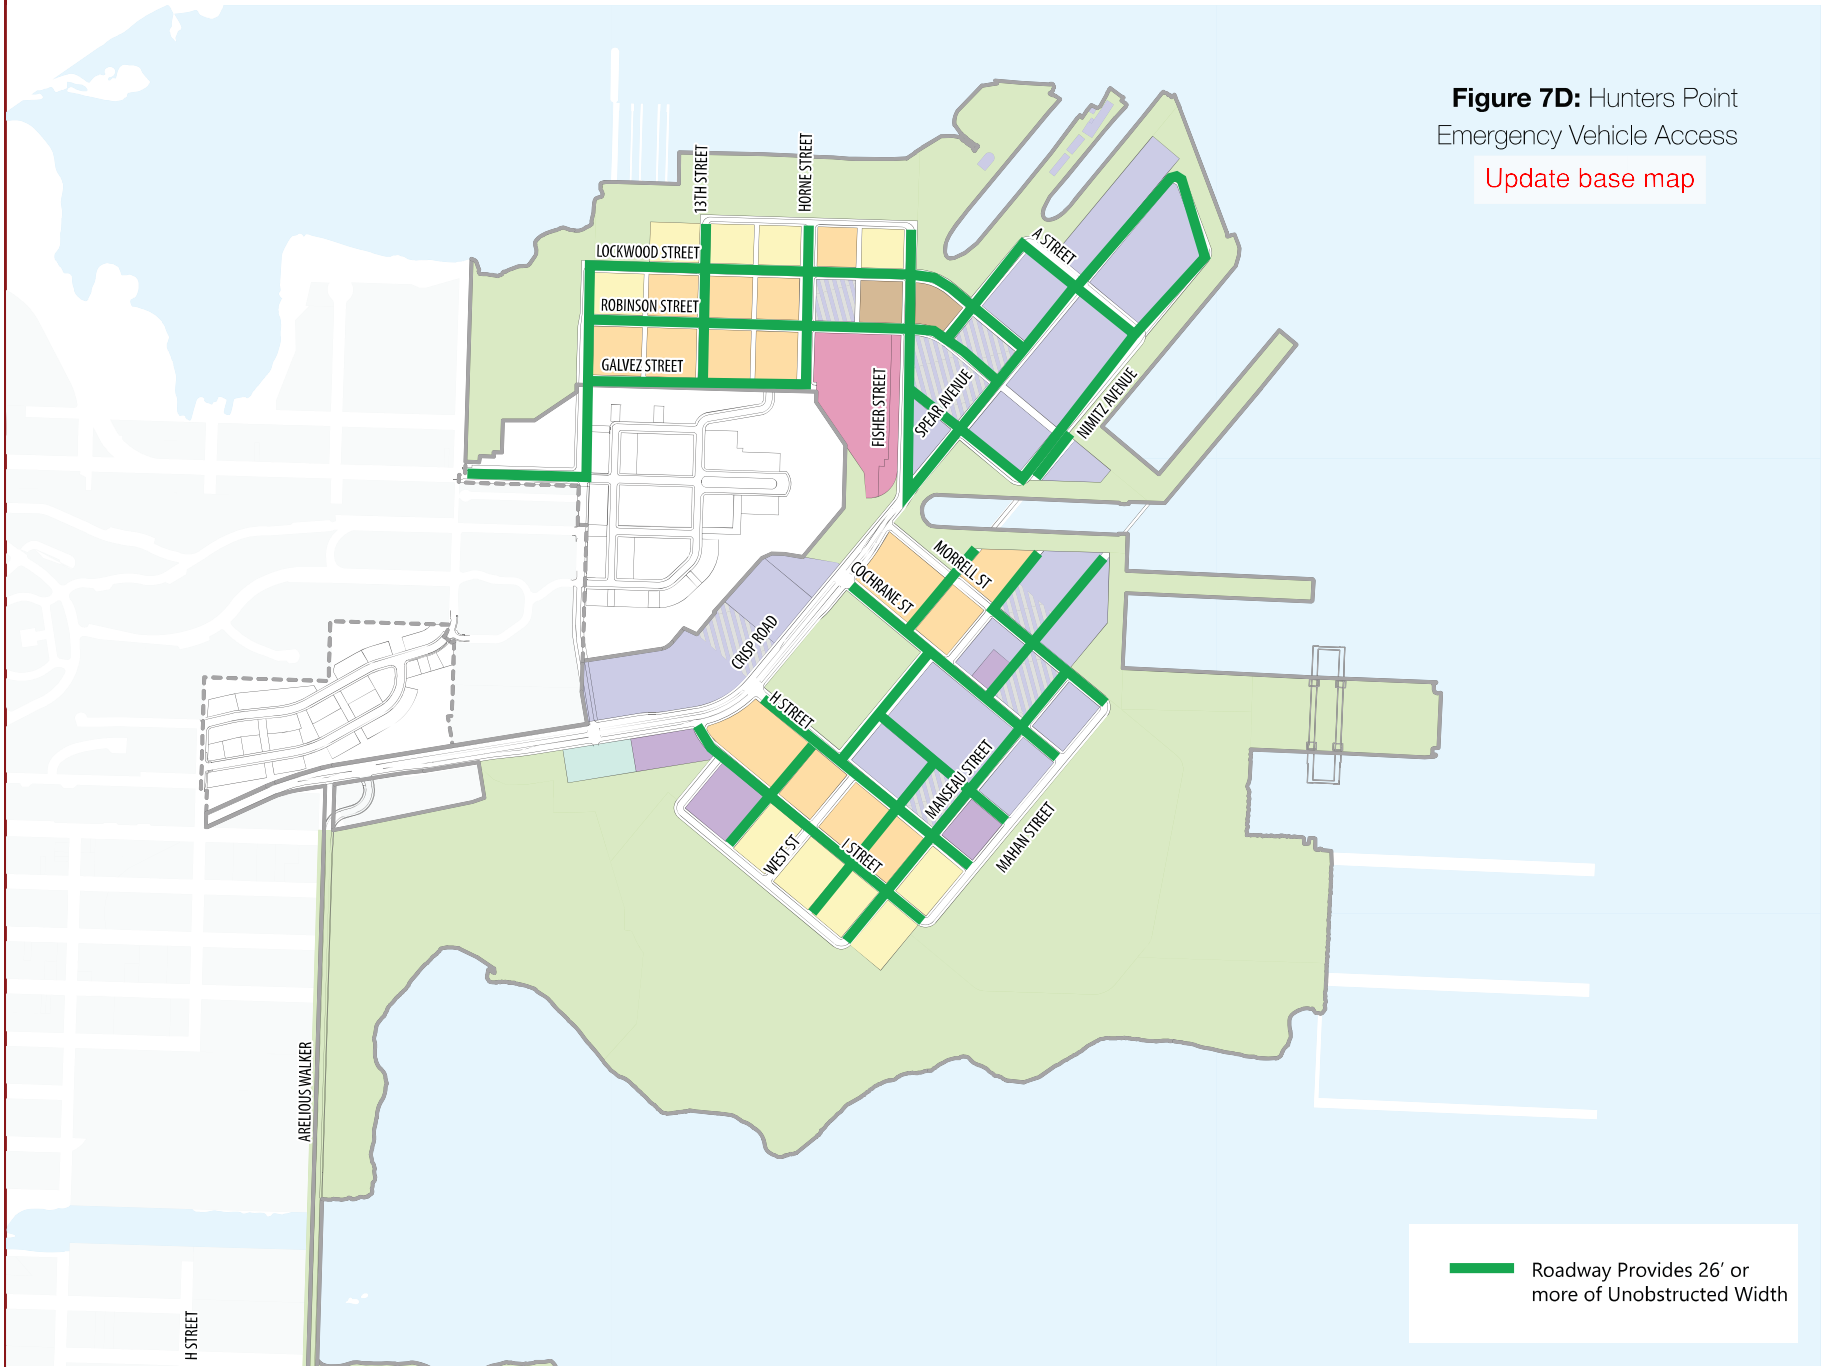 Figure 7D: Hunters Point
Emergency Vehicle Access
Update base map
13TH STREET
HORNE STREET
LOCKWOOD STREET
A STREET
ROBINSON STREET
GALVEZ STREET
FISHER STREET
SPEAR AVENUE
NIMITZ AVENUE
MORRELL ST
COCHRANE ST
CRISP ROAD
H STREET
MANSEAU STREET
MAHAN STREET
WEST ST
I STREET
ARELIOUS WALKER
H STREET
Roadway Provides 26’ or
more of Unobstructed Width